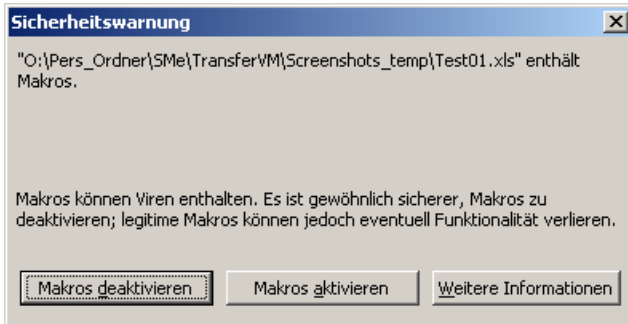 Sicherheitswarnung
"O:\Pers_Ordner\SMe\TransferVM\Screenshots_temp\Test01.xls" enthält
Makros.
Makros können Viren enthalten. Es ist gewöhnlich sicherer, Makros zu
deaktivieren; legitime Makros können jedoch eventuell Funktionalität verlieren.
Makros deaktivieren Makros aktivieren Weitere Informationen